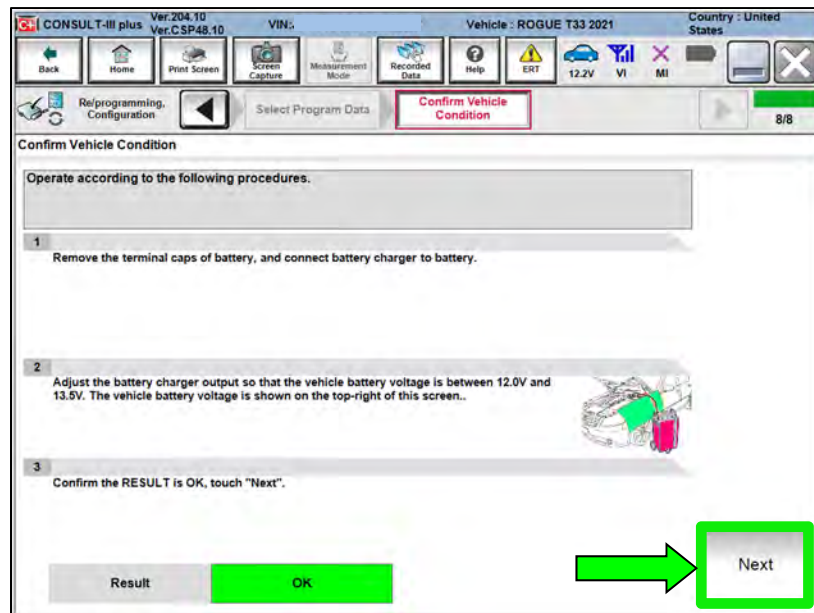 C+ CONSULT-III plus Ver.204.10 VIN: Vehicle : ROGUE T33 2021 Country : United
Ver.CSP48.10 States
Back Home Print Screen Screen Capture Measurement Mode Recorded Data Help ERT 12.2V VI MI
Re/programming, Configuration Select Program Data Confirm Vehicle Condition 8/8
Confirm Vehicle Condition
Operate according to the following procedures.
1
Remove the terminal caps of battery, and connect battery charger to battery.
2
Adjust the battery charger output so that the vehicle battery voltage is between 12.0V and
13.5V. The vehicle battery voltage is shown on the top-right of this screen..
3
Confirm the RESULT is OK, touch "Next".
Result OK
Next